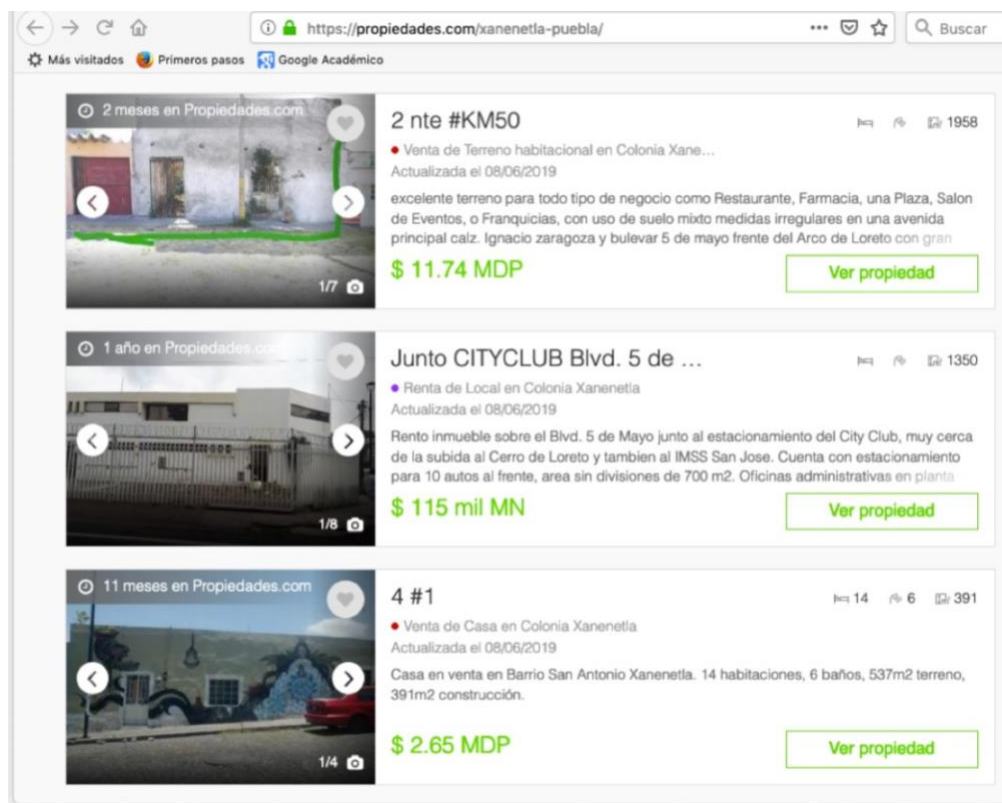 https://propiedades.com/xanenetla-puebla/
Buscar
Más visitados Primeros pasos Google Académico
2 meses en Propiedades.com
1/7
2 nte #KM50
1958
Venta de Terreno habitacional en Colonia Xane...
Actualizada el 08/06/2019
excelente terreno para todo tipo de negocio como Restaurante, Farmacia, una Plaza, Salon
de Eventos, o Franquicias, con uso de suelo mixto medidas irregulares en una avenida
principal calz. Ignacio zaragoza y bulevar 5 de mayo frente del Arco de Loreto con gran
$ 11.74 MDP
Ver propiedad
1 año en Propiedades.com
1/8
Junto CITYCLUB Blvd. 5 de ...
1350
Renta de Local en Colonia Xanenetla
Actualizada el 08/06/2019
Rento inmueble sobre el Blvd. 5 de Mayo junto al estacionamiento del City Club, muy cerca
de la subida al Cerro de Loreto y tambien al IMSS San Jose. Cuenta con estacionamiento
para 10 autos al frente, area sin divisiones de 700 m2. Oficinas administrativas en planta
$ 115 mil MN
Ver propiedad
11 meses en Propiedades.com
1/4
4 #1
14 6 391
Venta de Casa en Colonia Xanenetla
Actualizada el 08/06/2019
Casa en venta en Barrio San Antonio Xanenetla. 14 habitaciones, 6 baños, 537m2 terreno,
391m2 construcción.
$ 2.65 MDP
Ver propiedad